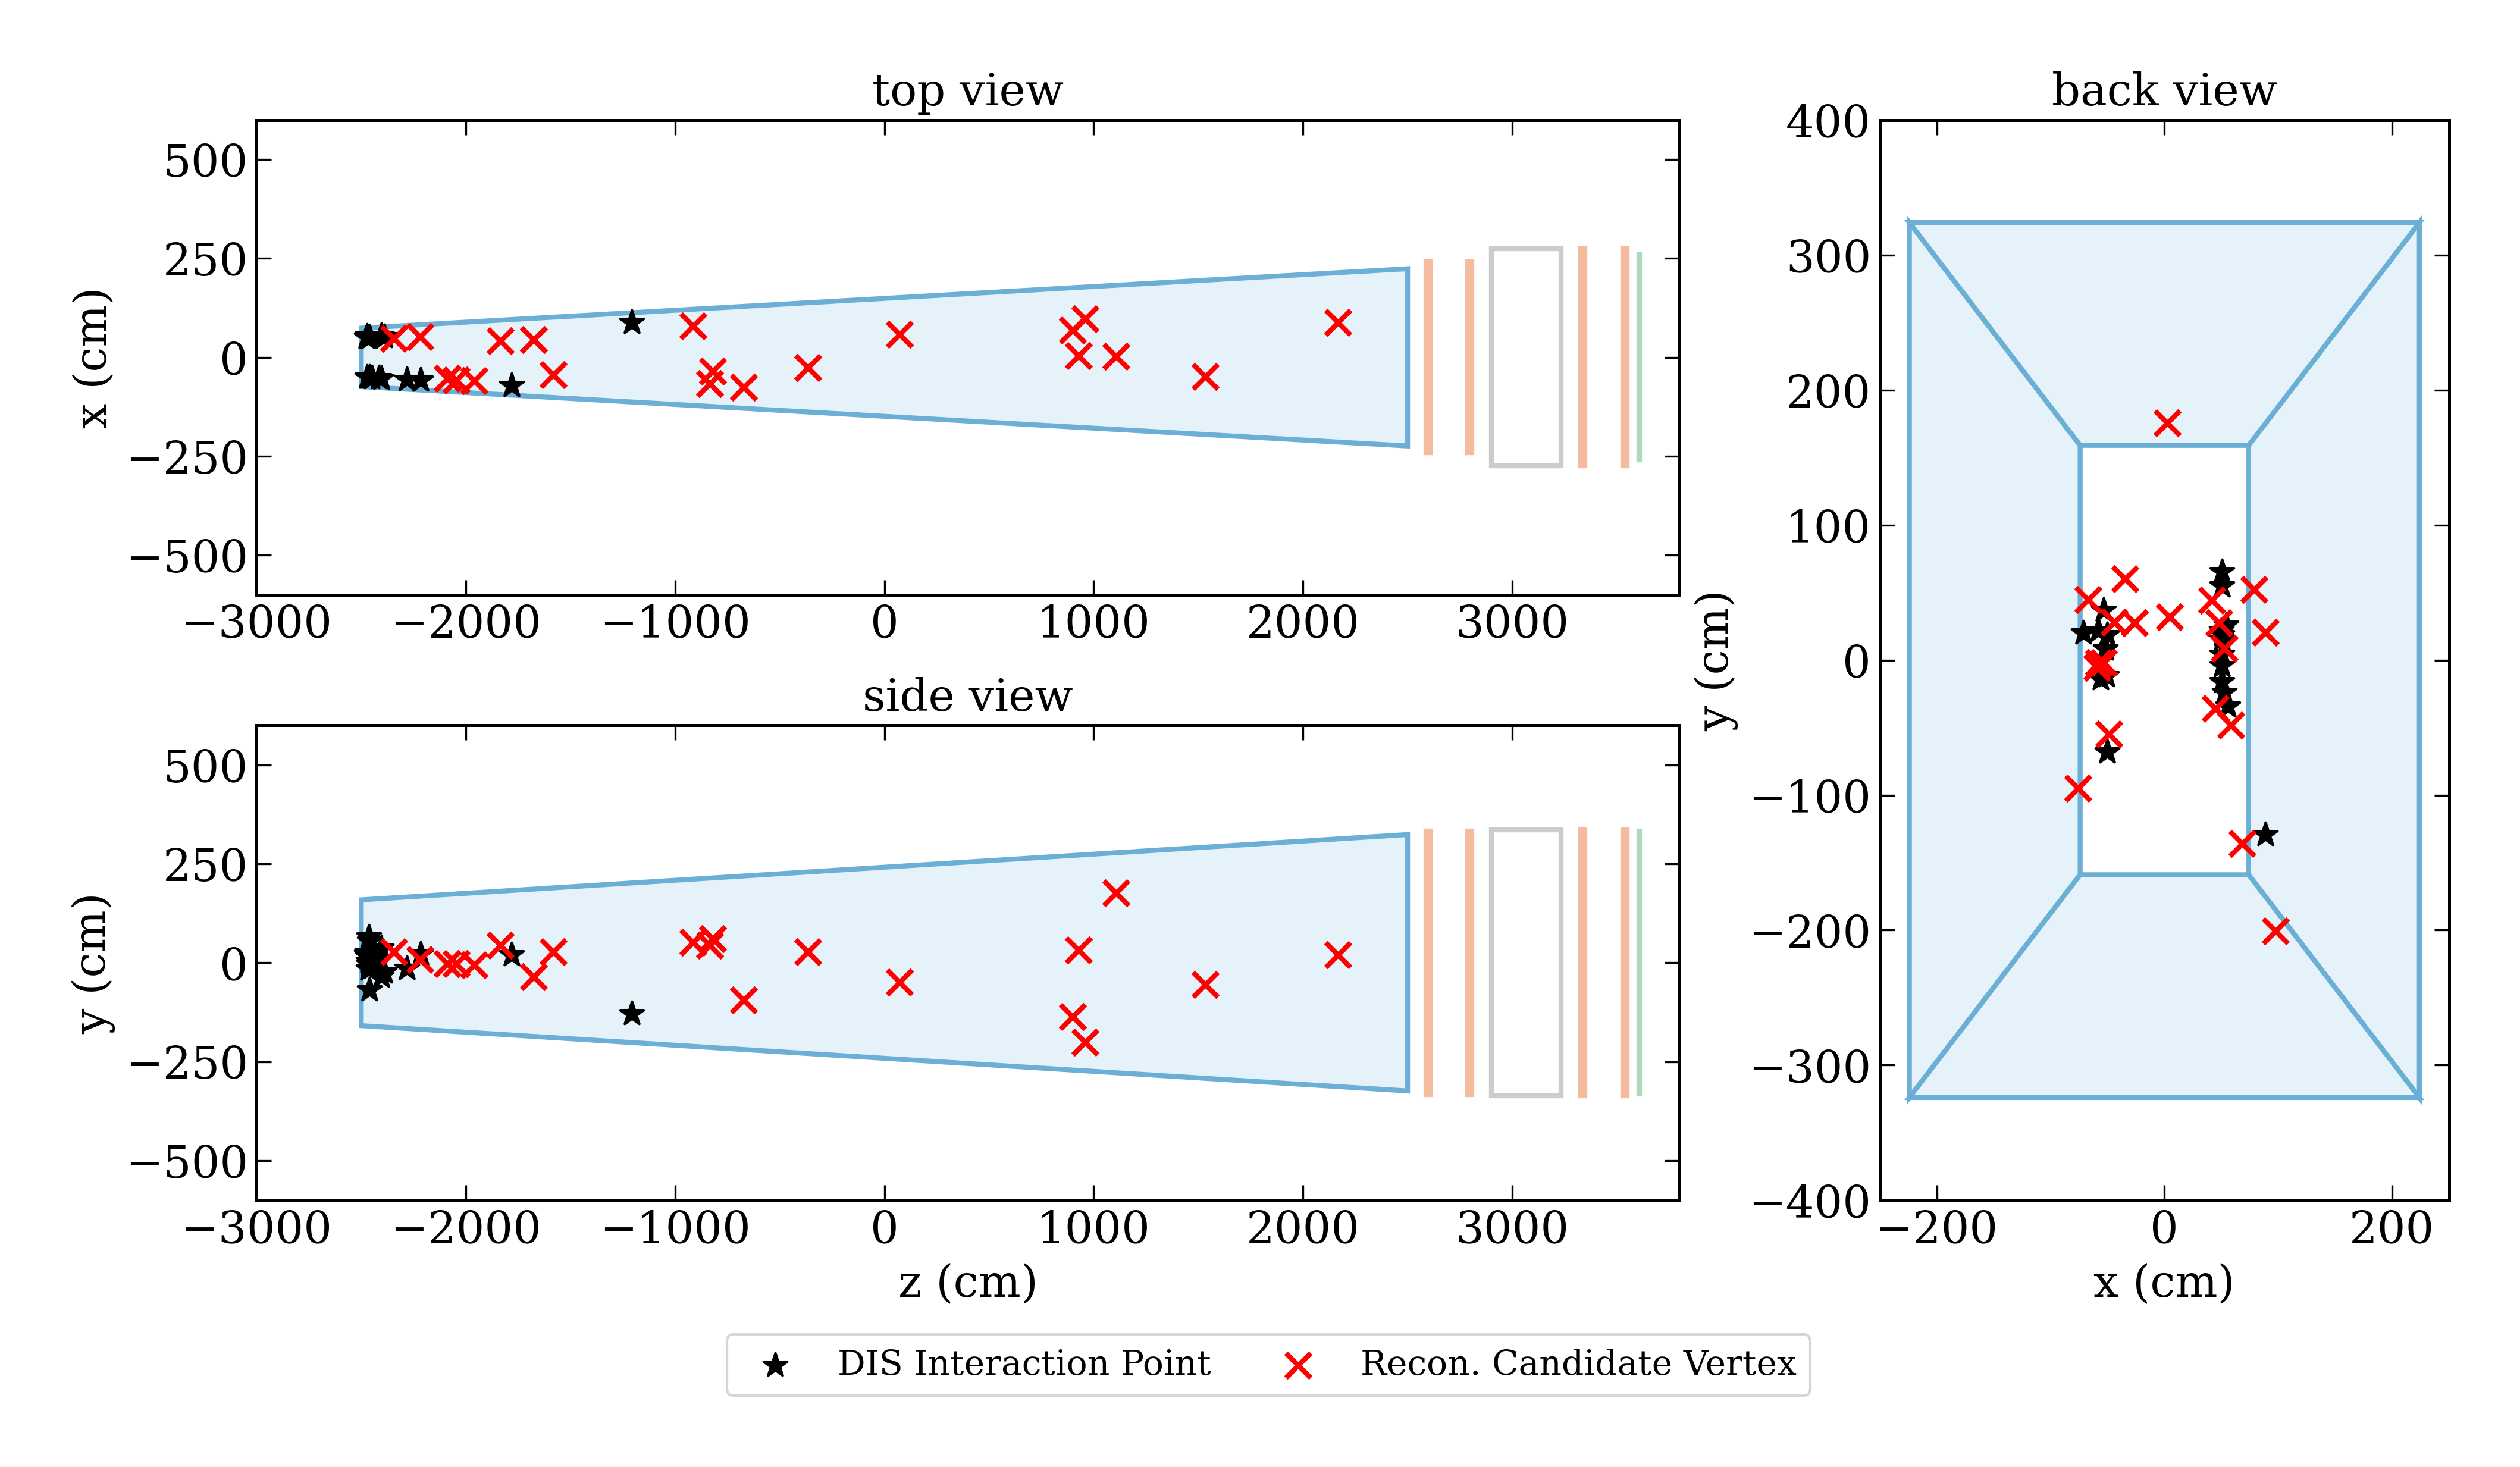 top view
500
250
0
−250
−500
x (cm)
−3000 −2000 −1000 0 1000 2000 3000
side view
500
250
0
−250
−500
y (cm)
−3000 −2000 −1000 0 1000 2000 3000
z (cm)
back view
400
300
200
100
0
−100
−200
−300
−400
y (cm)
−200 0 200
x (cm)
DIS Interaction Point Recon. Candidate Vertex